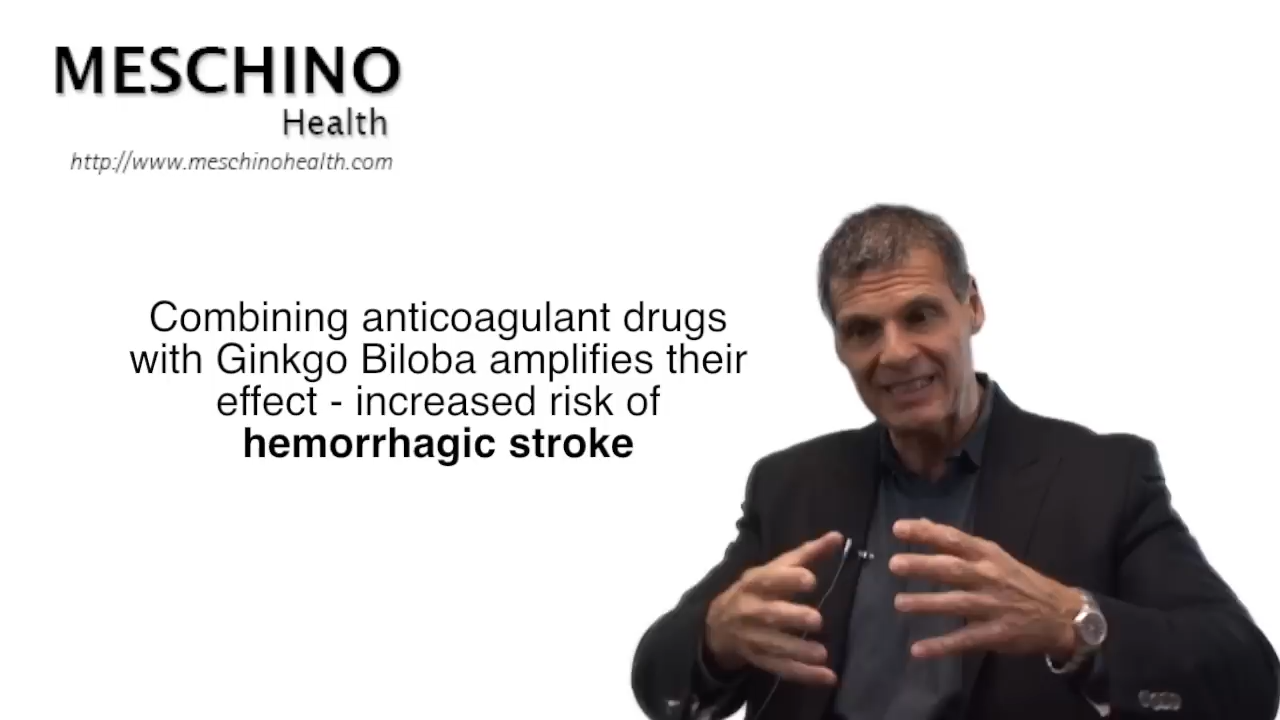 MESCHINO
Health
http://www.meschinohealth.com
Combining anticoagulant drugs
with Ginkgo Biloba amplifies their
effect - increased risk of
hemorrhagic stroke